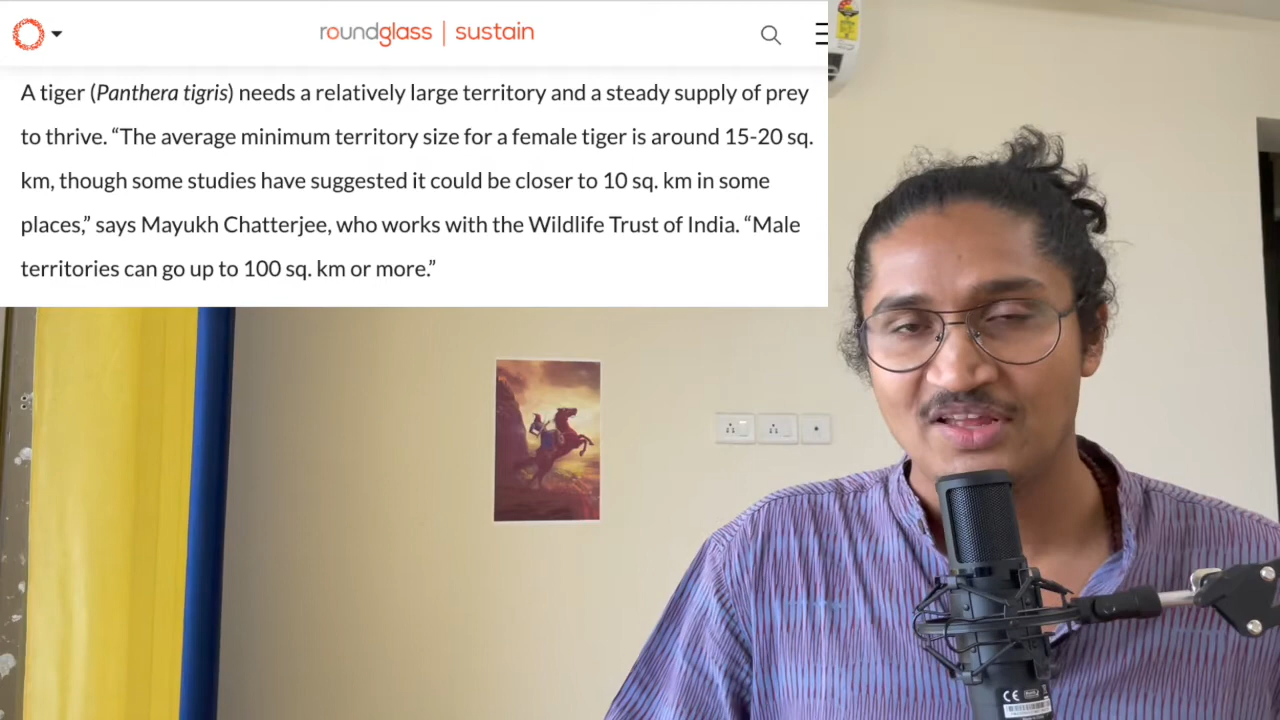 roundglass | sustain
A tiger (Panthera tigris) needs a relatively large territory and a steady supply of prey
to thrive. “The average minimum territory size for a female tiger is around 15-20 sq.
km, though some studies have suggested it could be closer to 10 sq. km in some
places,” says Mayukh Chatterjee, who works with the Wildlife Trust of India. “Male
territories can go up to 100 sq. km or more.”
CE